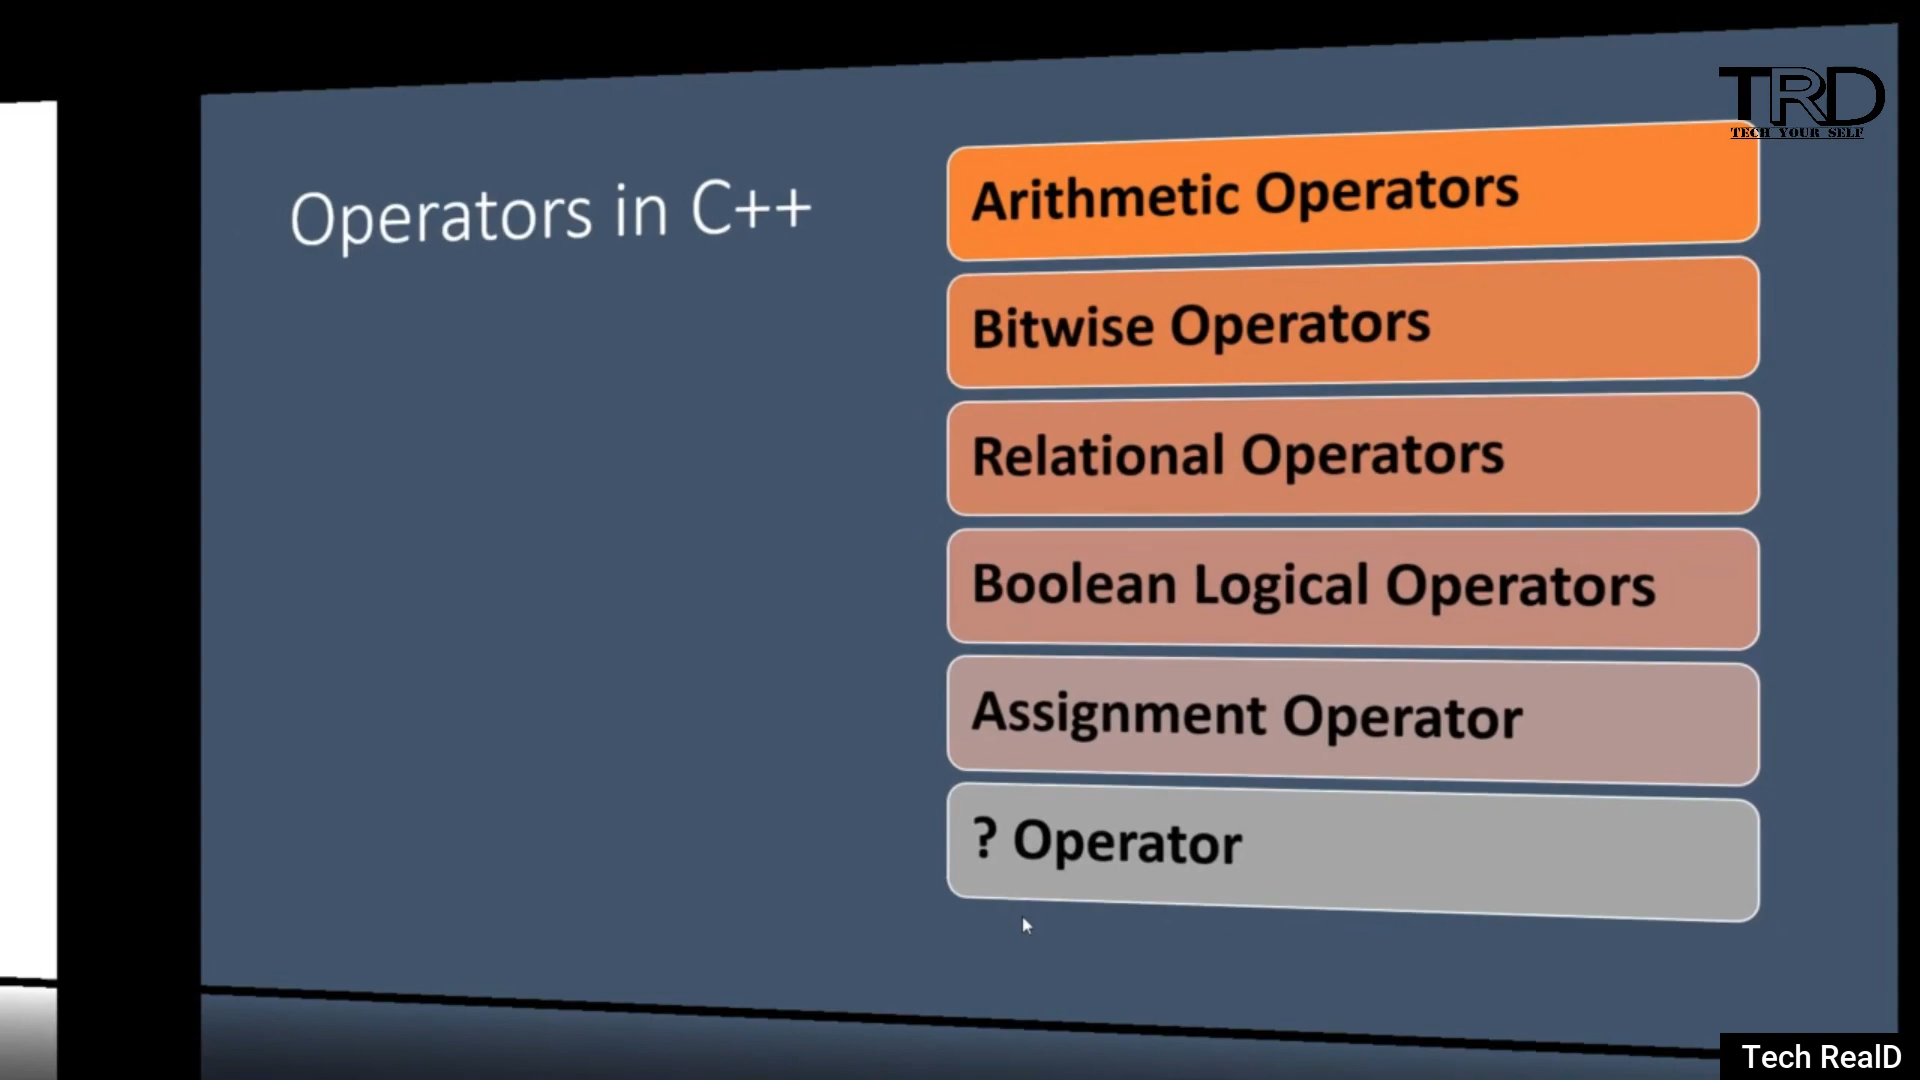 Operators in C++
Arithmetic Operators
Bitwise Operators
Relational Operators
Boolean Logical Operators
Assignment Operator
? Operator
TRD
TECH YOUR SELF
Tech RealD